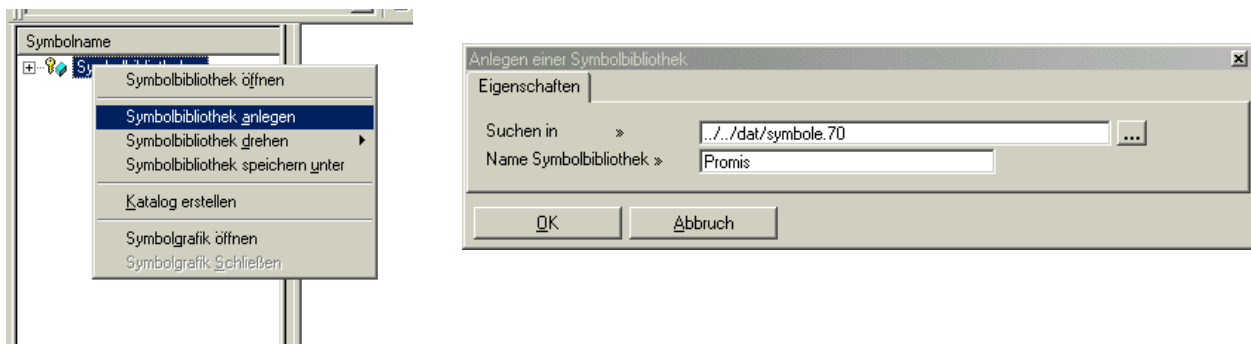 Symbolname
Symbolbibliothek öffnen
Symbolbibliothek anlegen
Symbolbibliothek drehen
Symbolbibliothek speichern unter
Katalog erstellen
Symbolgrafik öffnen
Symbolgrafik Schließen
Anlegen einer Symbolbibliothek
Eigenschaften
Suchen in »
../../dat/symbole.70
...
Name Symbolbibliothek »
Promis
OK
Abbruch